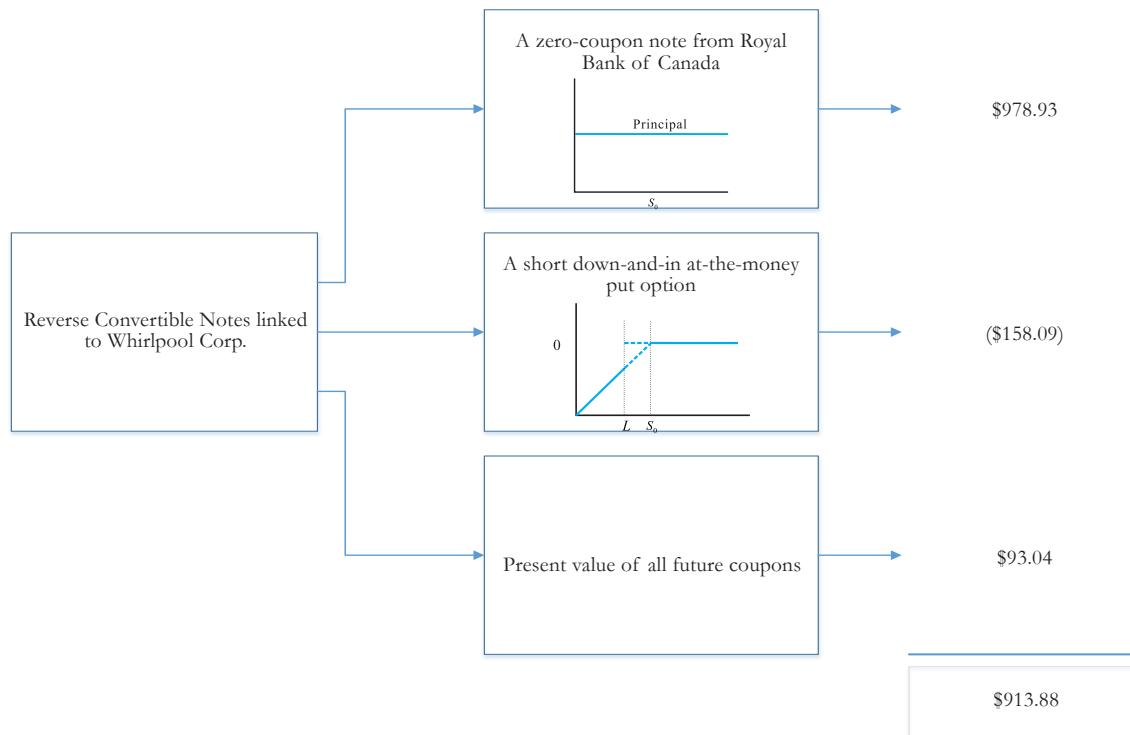 A zero-coupon note from Royal
Bank of Canada
Principal
S₀
$978.93
Reverse Convertible Notes linked
to Whirlpool Corp.
A short down-and-in at-the-money
put option
0
L S₀
($158.09)
Present value of all future coupons
$93.04
$913.88